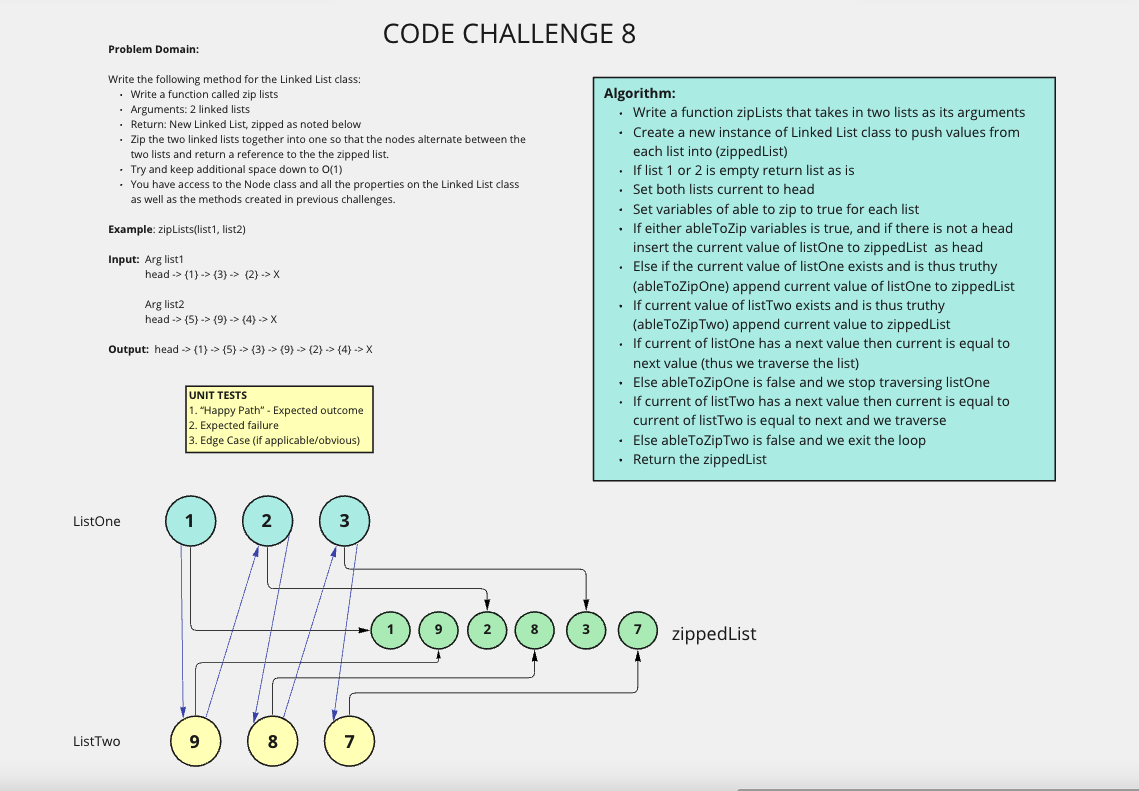 CODE CHALLENGE 8
Problem Domain:
Write the following method for the Linked List class:
• Write a function called zip lists
• Arguments: 2 linked lists
• Return: New Linked List, zipped as noted below
• Zip the two linked lists together into one so that the nodes alternate between the
two lists and return a reference to the the zipped list.
• Try and keep additional space down to O(1)
• You have access to the Node class and all the properties on the Linked List class
as well as the methods created in previous challenges.
Example: zipLists(list1, list2)
Input: Arg list1
head -> {1} -> {3} -> {2} -> X
Arg list2
head -> {5} -> {9} -> {4} -> X
Output: head -> {1} -> {5} -> {3} -> {9} -> {2} -> {4} -> X
UNIT TESTS
1. “Happy Path” - Expected outcome
2. Expected failure
3. Edge Case (if applicable/obvious)
Algorithm:
• Write a function zipLists that takes in two lists as its arguments
• Create a new instance of Linked List class to push values from
each list into (zippedList)
• If list 1 or 2 is empty return list as is
• Set both lists current to head
• Set variables of able to zip to true for each list
• If either ableToZip variables is true, and if there is not a head
insert the current value of listOne to zippedList as head
• Else if the current value of listOne exists and is thus truthy
(ableToZipOne) append current value of listOne to zippedList
• If current value of listTwo exists and is thus truthy
(ableToZipTwo) append current value to zippedList
• If current of listOne has a next value then current is equal to
next value (thus we traverse the list)
• Else ableToZipOne is false and we stop traversing listOne
• If current of listTwo has a next value then current is equal to
current of listTwo is equal to next and we traverse
• Else ableToZipTwo is false and we exit the loop
• Return the zippedList
ListOne 1 2 3
1 9 2 8 3 7 zippedList
ListTwo 9 8 7